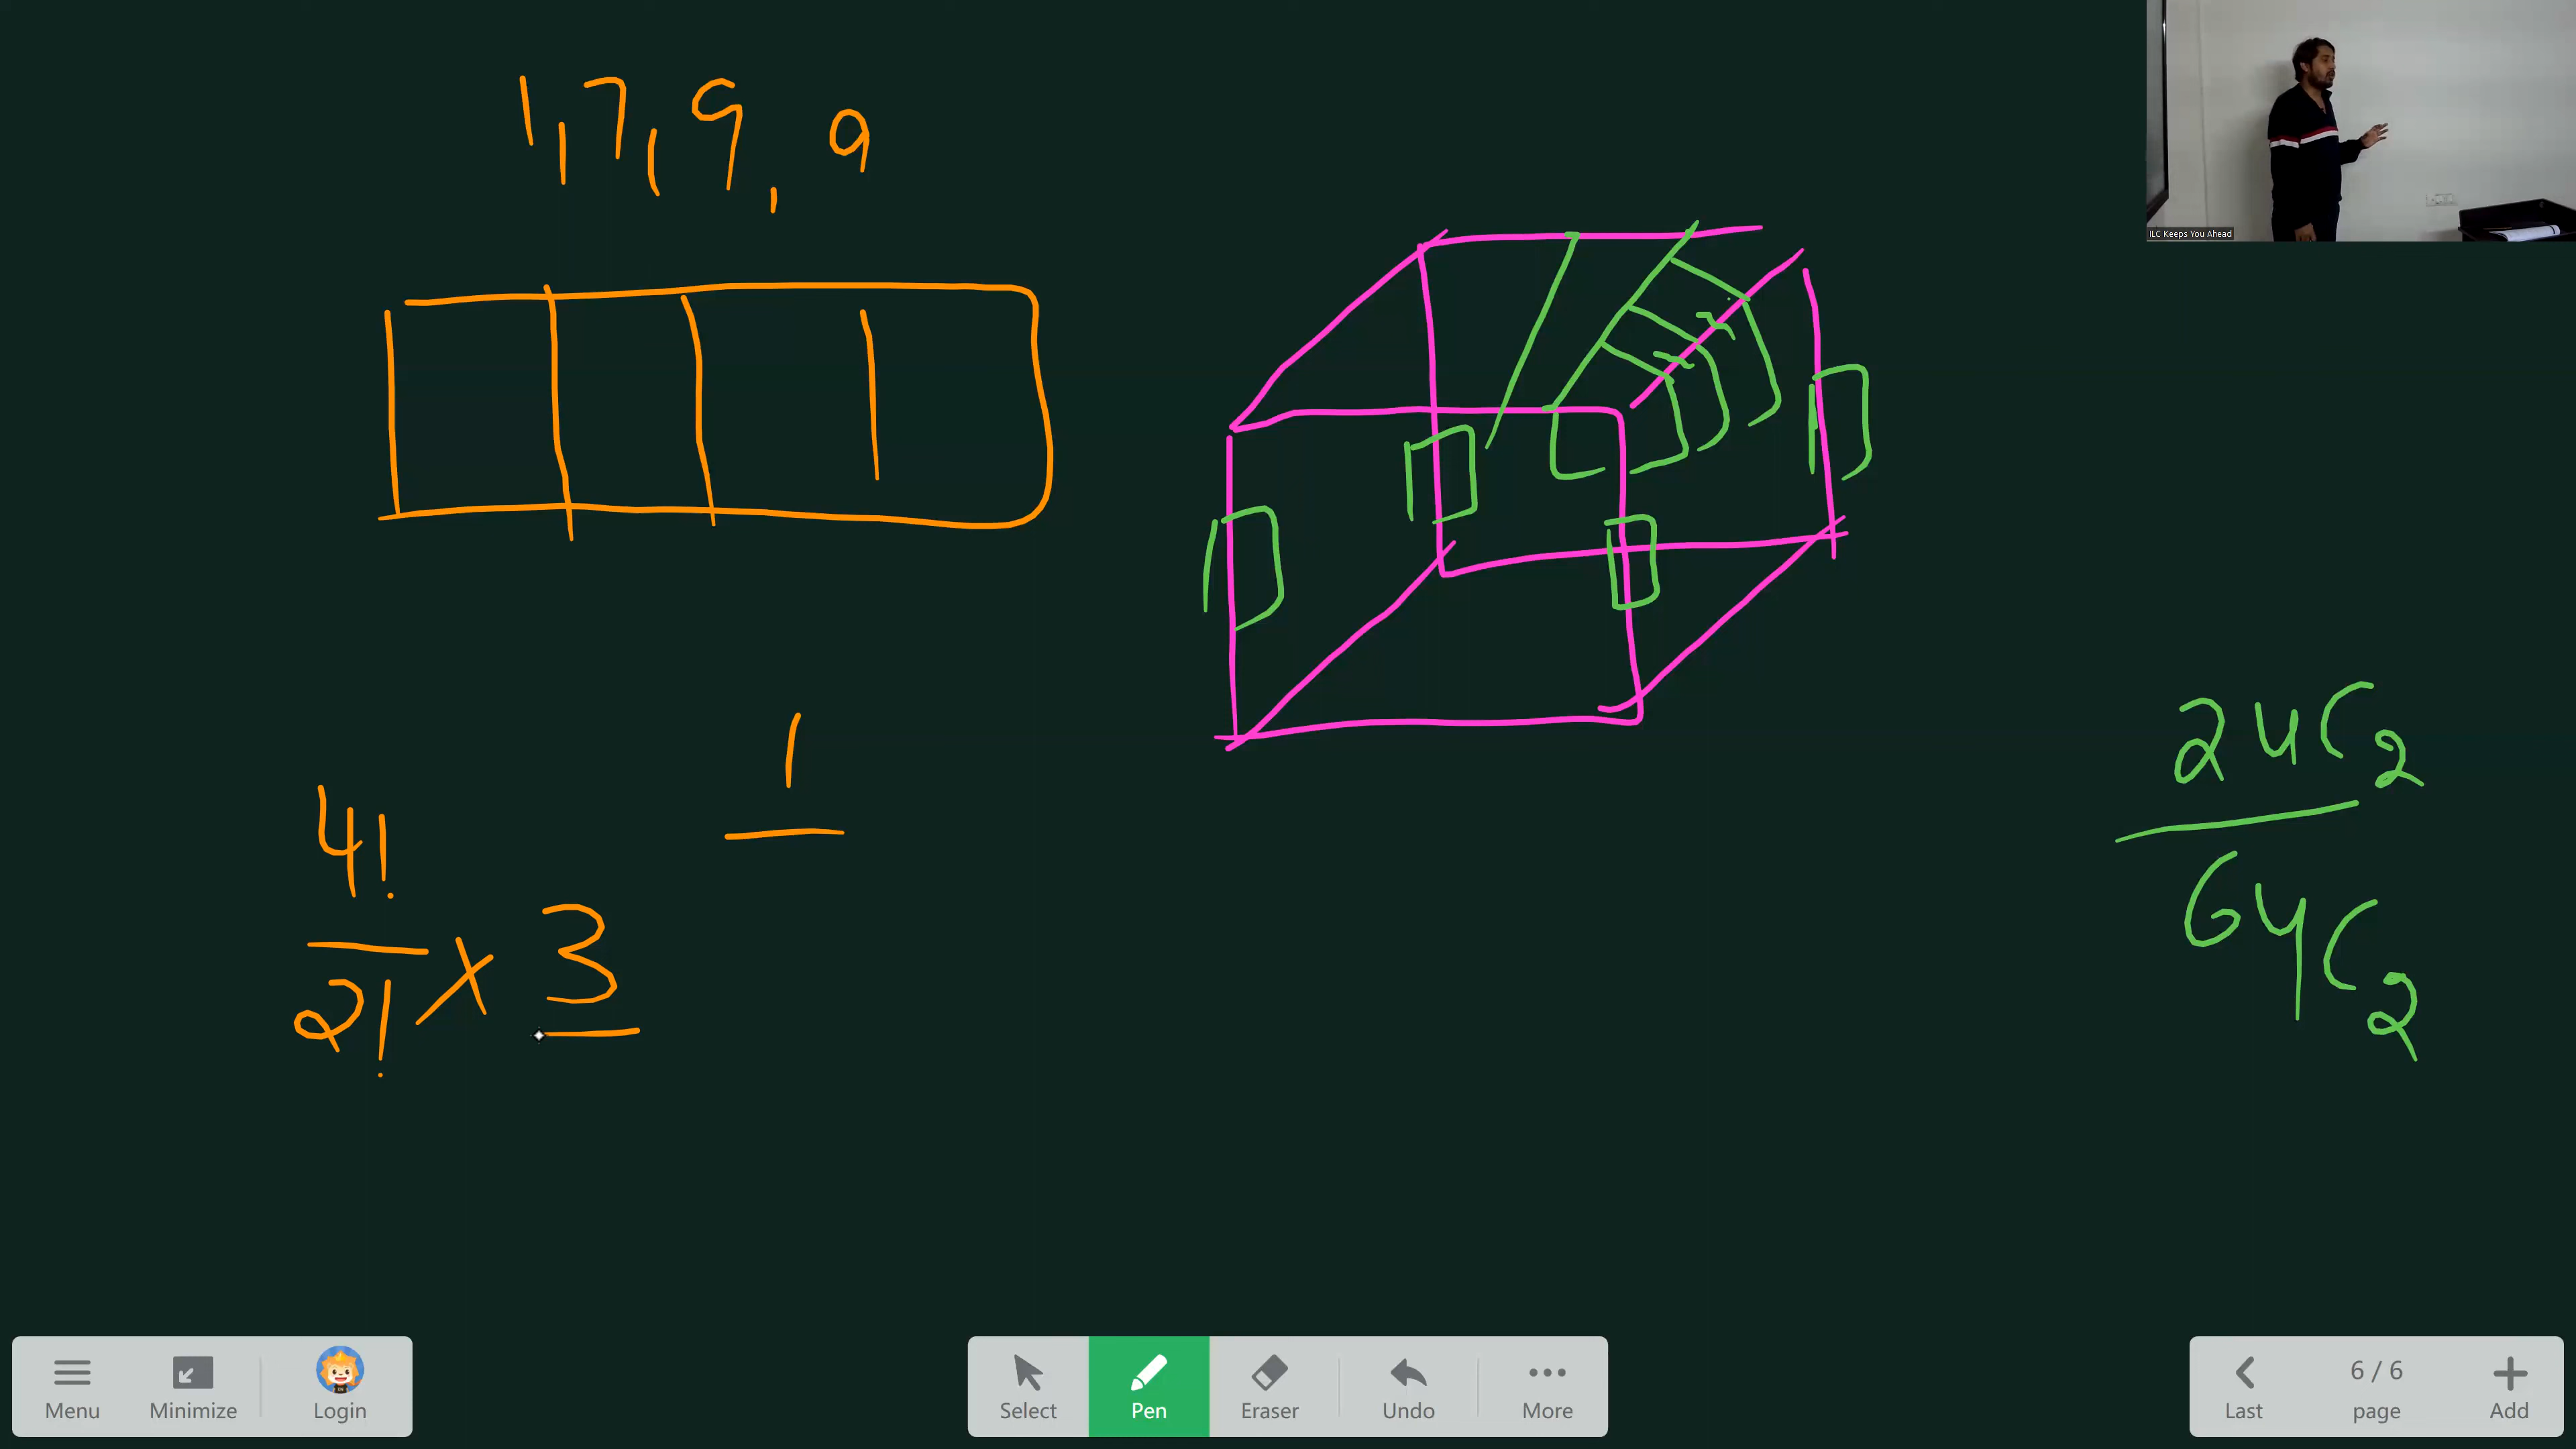 1, 7, 9, 9
ILC Keeps You Ahead
1
4!
2! x 3
24C2
64C2
Menu
Minimize
Login
Select
Pen
Eraser
Undo
More
Last
6 / 6
page
Add